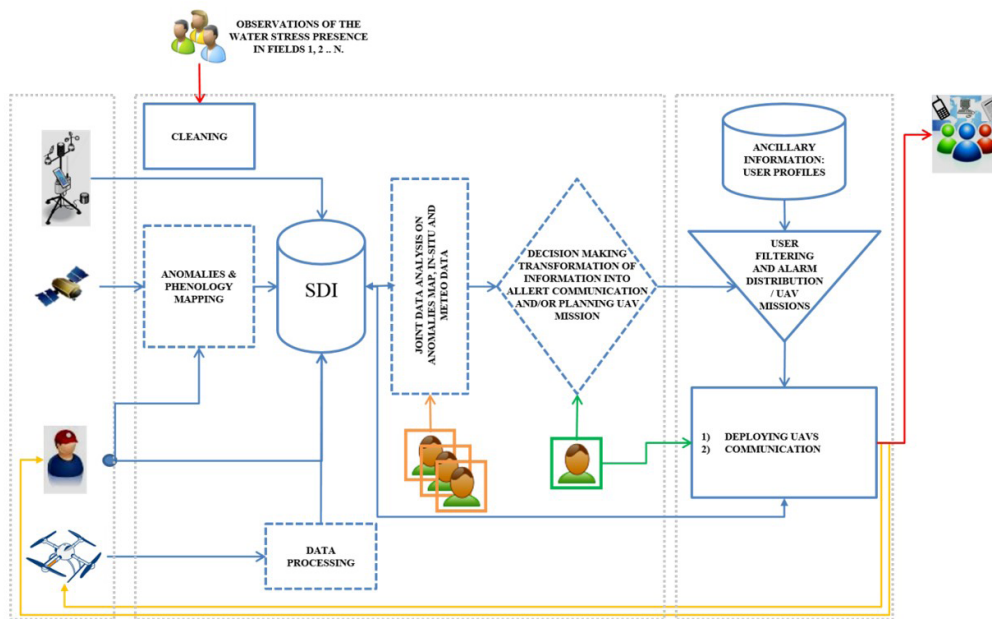 OBSERVATIONS OF THE
WATER STRESS PRESENCE
IN FIELDS 1, 2 .. N.
CLEANING
ANCILLARY
INFORMATION:
USER PROFILES
ANOMALIES &
PHENOLOGY
MAPPING
SDI
JOINT DATA ANALYSIS ON
ANOMALIES MAP, IN-SITU AND
METEO DATA
DECISION MAKING
TRANSFORMATION OF
INFORMATION INTO
ALLERT COMMUNICATION
AND/OR PLANNING UAV
MISSION
USER
FILTERING
AND ALARM
DISTRIBUTION
/ UAV
MISSIONS
1) DEPLOYING UAVS
2) COMMUNICATION
DATA
PROCESSING